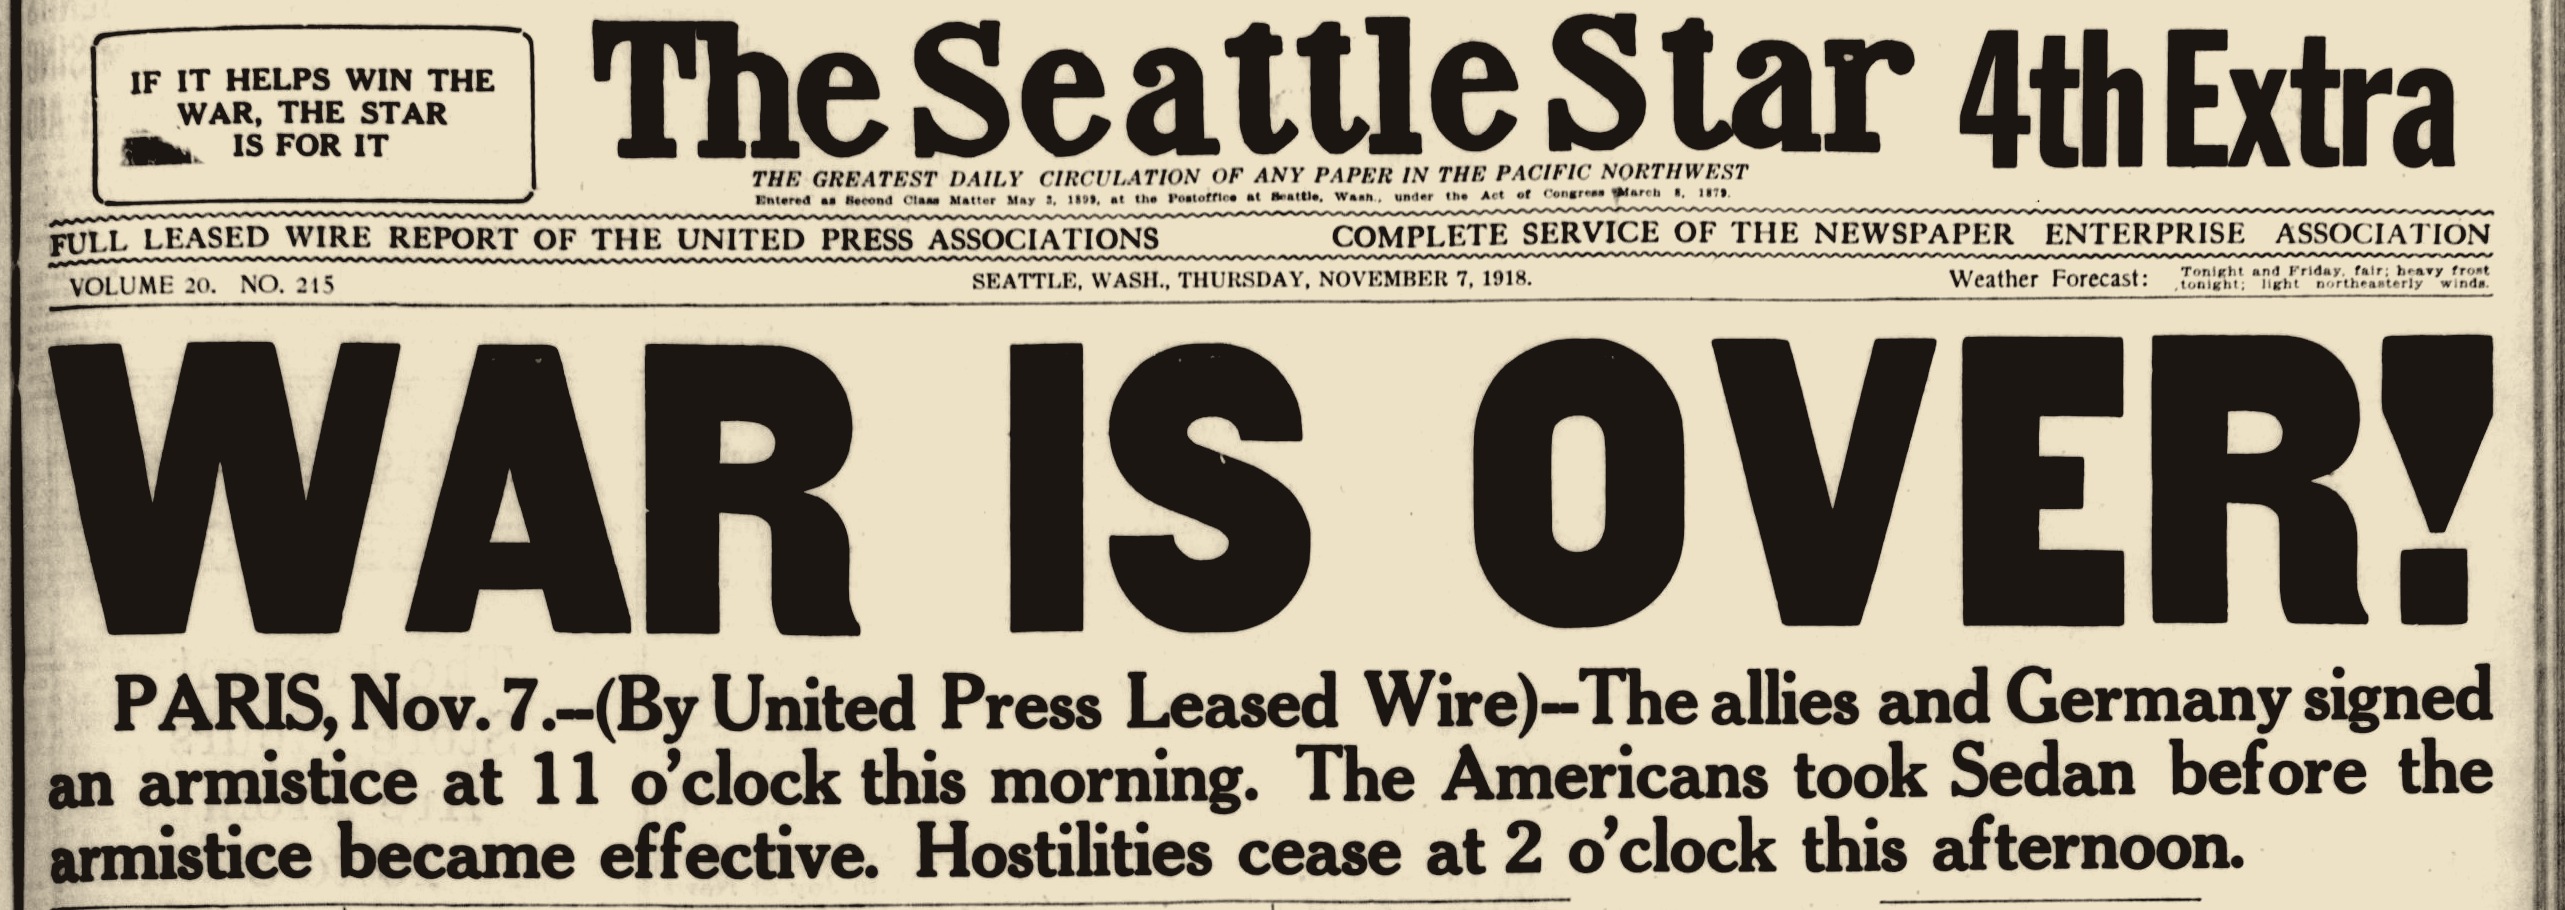 IF IT HELPS WIN THE
WAR, THE STAR
IS FOR IT
The Seattle Star
4th Extra
THE GREATEST DAILY CIRCULATION OF ANY PAPER IN THE PACIFIC NORTHWEST
Entered as Second Class Matter May 3, 1899, at the Postoffice at Seattle, Wash., under the Act of Congress March 8, 1879.
FULL LEASED WIRE REPORT OF THE UNITED PRESS ASSOCIATIONS
COMPLETE SERVICE OF THE NEWSPAPER ENTERPRISE ASSOCIATION
VOLUME 20. NO. 215
SEATTLE, WASH., THURSDAY, NOVEMBER 7, 1918.
Weather Forecast:
Tonight and Friday, fair; heavy frost
tonight; light northeasterly winds.
WAR IS OVER!
PARIS, Nov. 7.--(By United Press Leased Wire)--The allies and Germany signed
an armistice at 11 o'clock this morning. The Americans took Sedan before the
armistice became effective. Hostilities cease at 2 o'clock this afternoon.